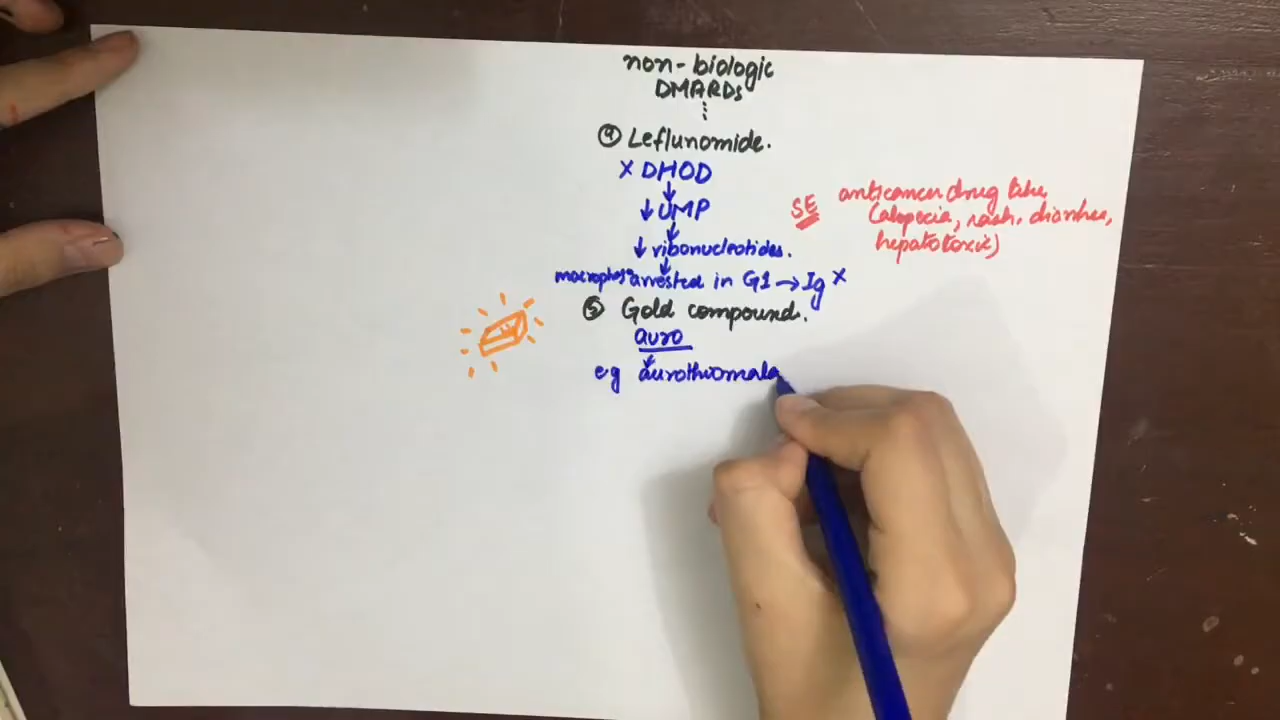 non-biologic
DMARDs
④ Leflunomide.
X DHOD
↓ UMP
↓ ribonucleotides.
arrested in G1 → Ig X
SE anticancer drug like
(alopecia, rash, diarrhea,
hepatotoxic)
⑤ Gold compound.
auro
eg aurothiomala